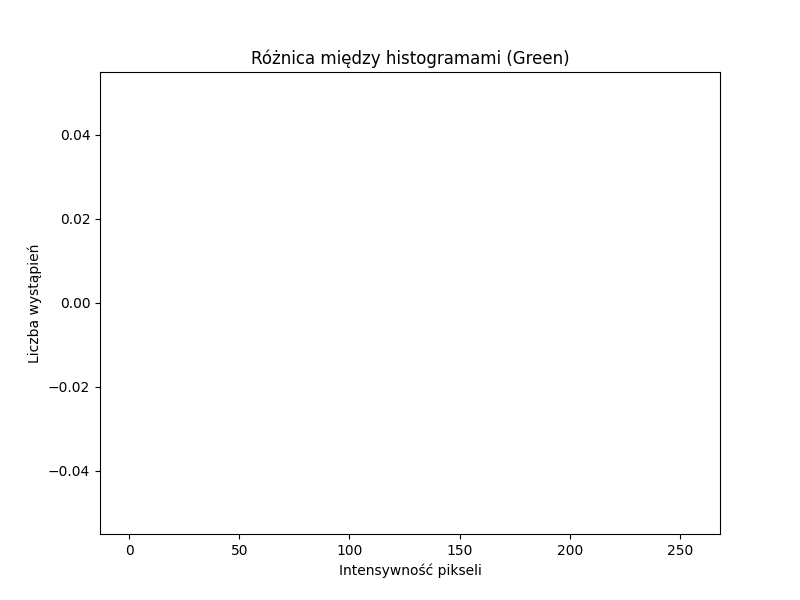 Różnica między histogramami (Green)
Liczba wystąpień
0.04
0.02
0.00
−0.02
−0.04
0 50 100 150 200 250
Intensywność pikseli